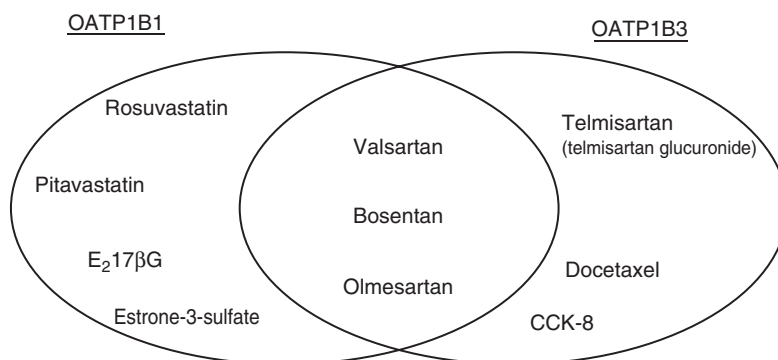 OATP1B1
OATP1B3
Rosuvastatin
Pitavastatin
E₂17βG
Estrone-3-sulfate
Valsartan
Bosentan
Olmesartan
Telmisartan
(telmisartan glucuronide)
Docetaxel
CCK-8